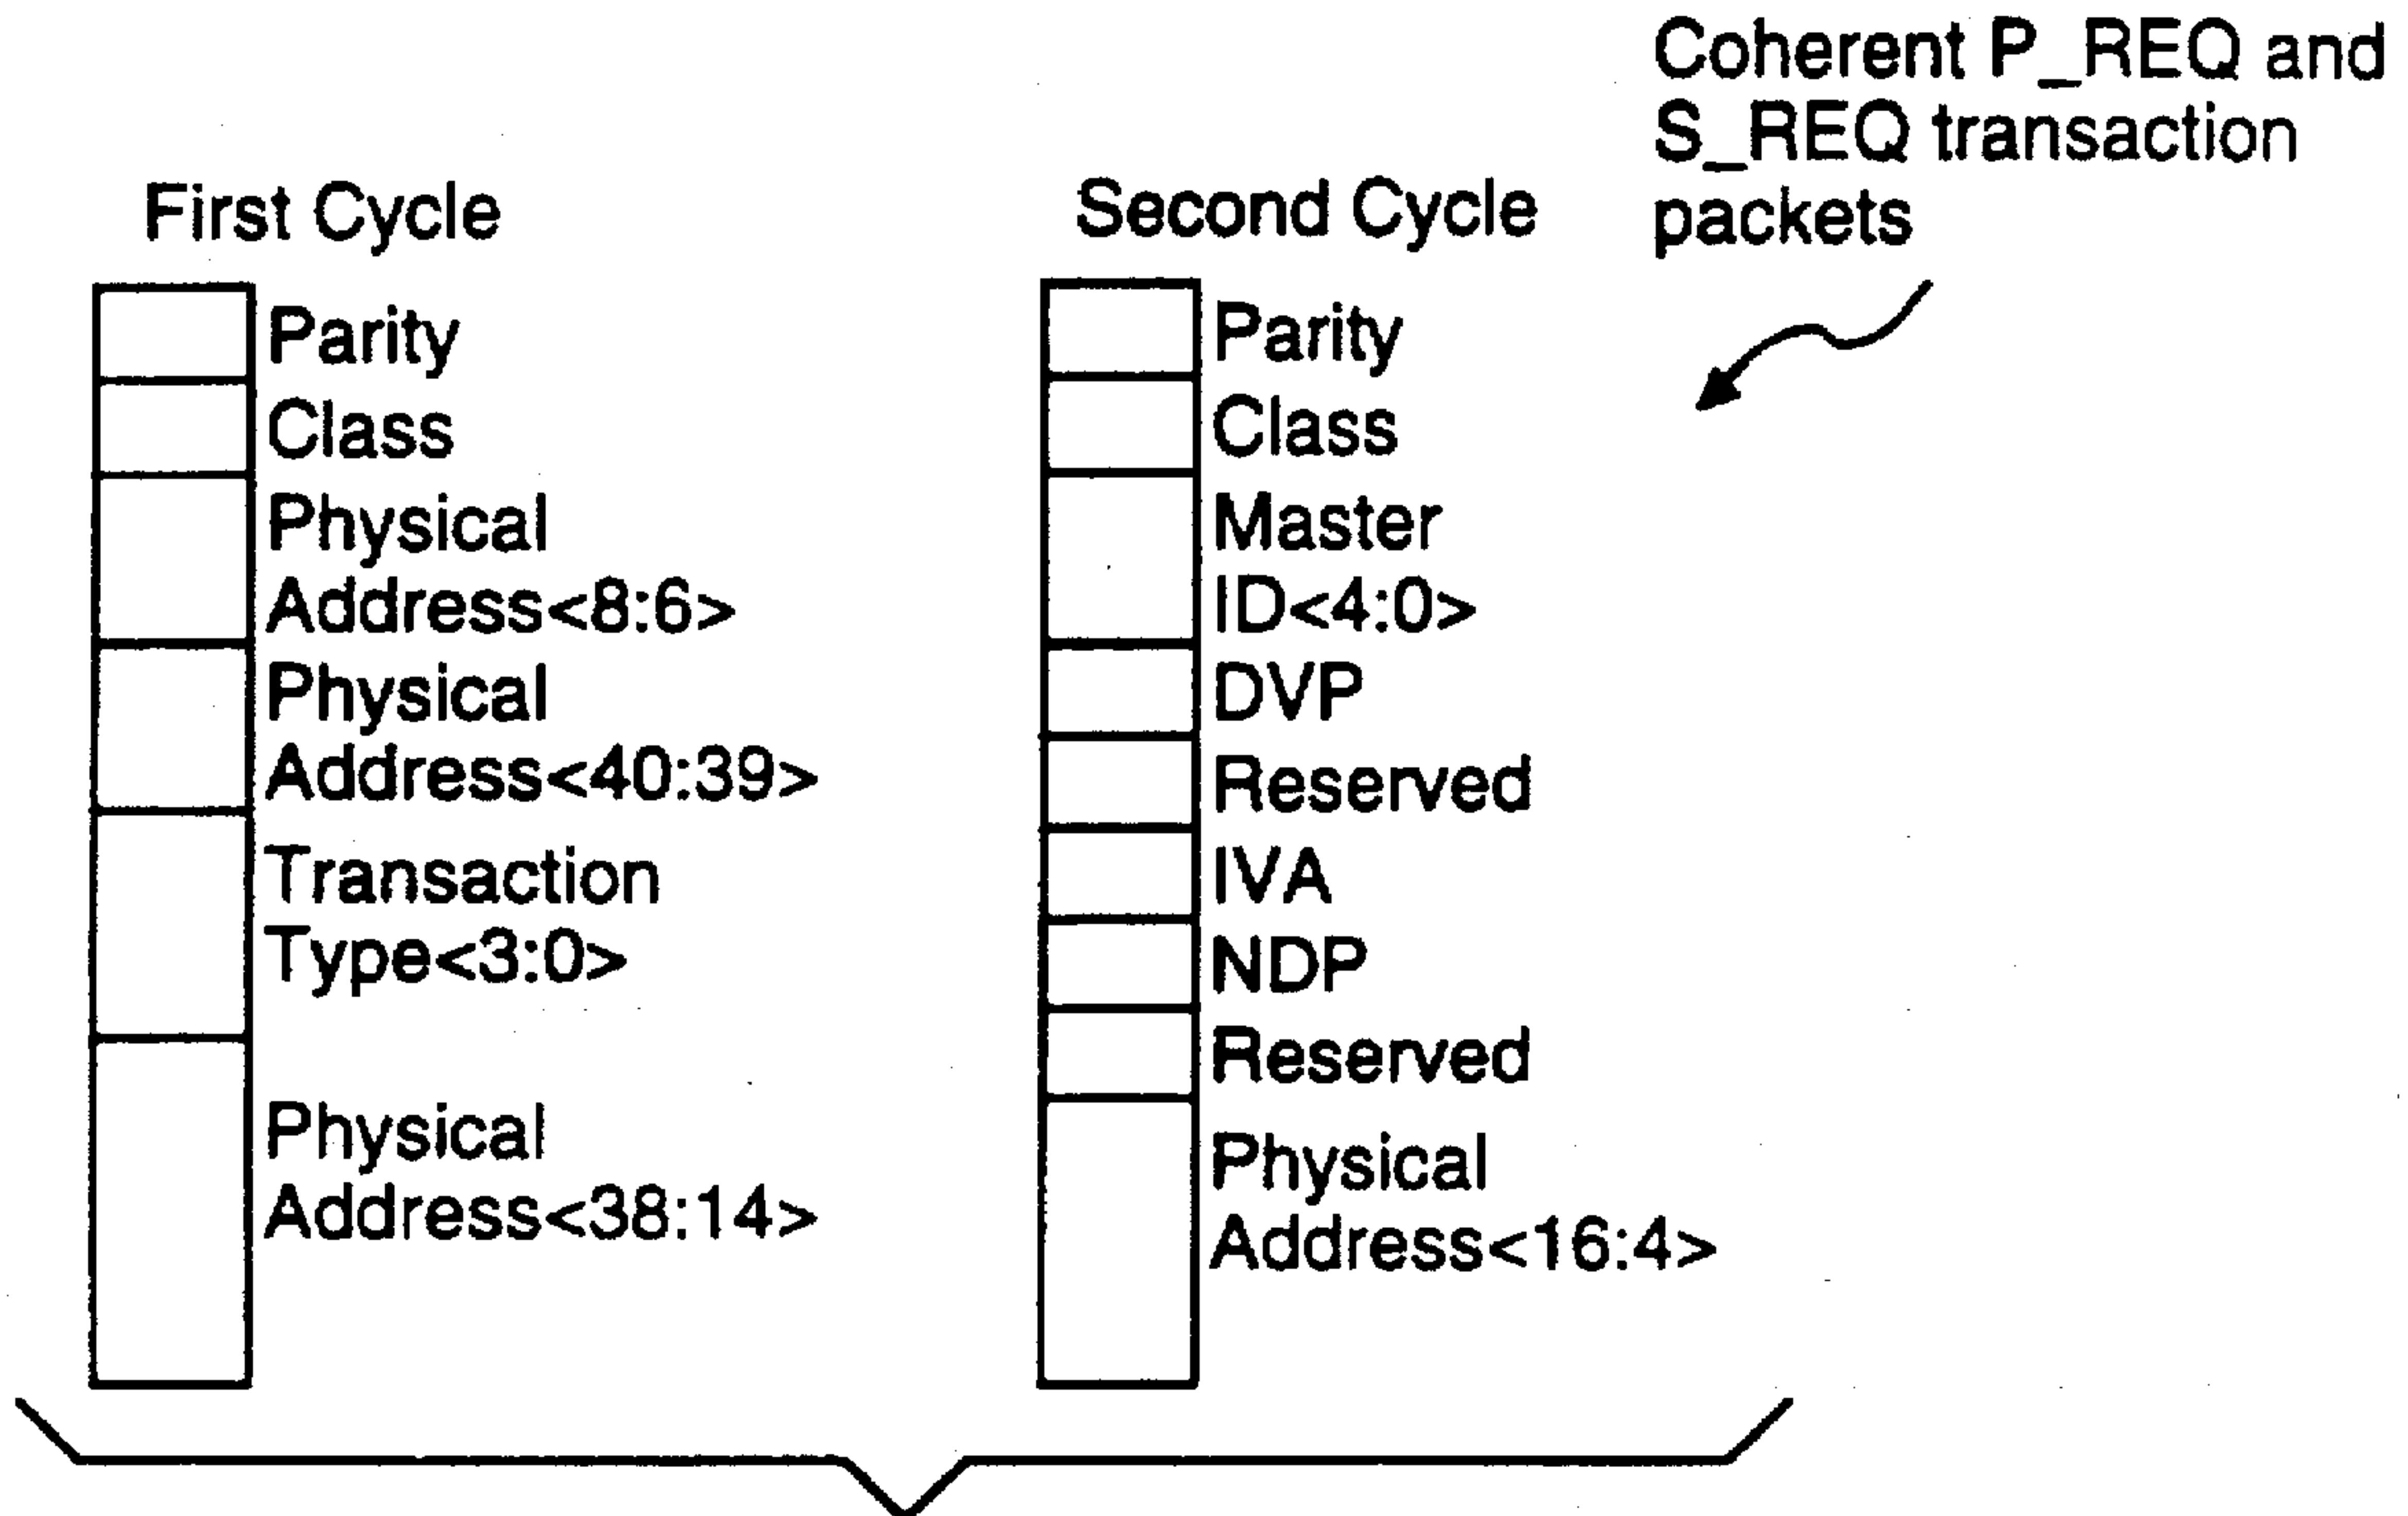 Coherent P_REQ and
S_REQ transaction
packets
First Cycle
Parity
Class
Physical
Address<8:6>
Physical
Address<40:39>
Transaction
Type<3:0>
Physical
Address<38:14>
Second Cycle
Parity
Class
Master
ID<4:0>
DVP
Reserved
IVA
NDP
Reserved
Physical
Address<16:4>